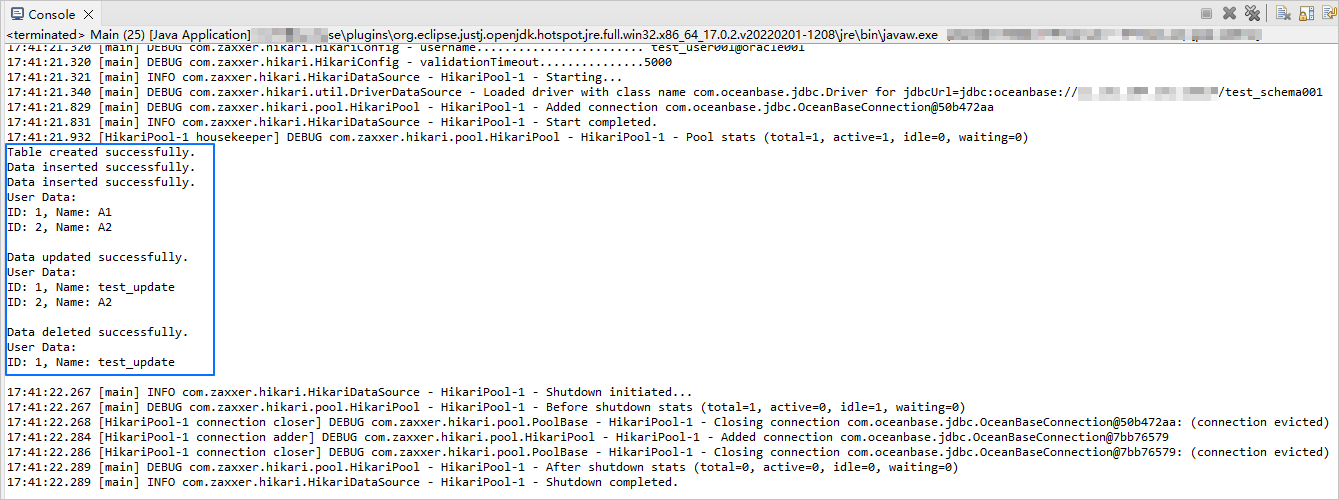 Console
<terminated> Main (25) [Java Application] se\plugins\org.eclipse.justj.openjdk.hotspot.jre.full.win32.x86_64_17.0.2.v20220201-1208\jre\bin\javaw.exe
17:41:21.320 [main] DEBUG com.zaxxer.hikari.HikariConfig - username........................ test_user001@oracle001
17:41:21.320 [main] DEBUG com.zaxxer.hikari.HikariConfig - validationTimeout...............5000
17:41:21.321 [main] INFO com.zaxxer.hikari.HikariDataSource - HikariPool-1 - Starting...
17:41:21.340 [main] DEBUG com.zaxxer.hikari.util.DriverDataSource - Loaded driver with class name com.oceanbase.jdbc.Driver for jdbcUrl=jdbc:oceanbase:// /test_schema001
17:41:21.829 [main] DEBUG com.zaxxer.hikari.pool.HikariPool - HikariPool-1 - Added connection com.oceanbase.jdbc.OceanBaseConnection@50b472aa
17:41:21.831 [main] INFO com.zaxxer.hikari.HikariDataSource - HikariPool-1 - Start completed.
17:41:21.932 [HikariPool-1 housekeeper] DEBUG com.zaxxer.hikari.pool.HikariPool - HikariPool-1 - Pool stats (total=1, active=1, idle=0, waiting=0)
Table created successfully.
Data inserted successfully.
Data inserted successfully.
User Data:
ID: 1, Name: A1
ID: 2, Name: A2
Data updated successfully.
User Data:
ID: 1, Name: test_update
ID: 2, Name: A2
Data deleted successfully.
User Data:
ID: 1, Name: test_update
17:41:22.267 [main] INFO com.zaxxer.hikari.HikariDataSource - HikariPool-1 - Shutdown initiated...
17:41:22.267 [main] DEBUG com.zaxxer.hikari.pool.HikariPool - HikariPool-1 - Before shutdown stats (total=1, active=0, idle=1, waiting=0)
17:41:22.268 [HikariPool-1 connection closer] DEBUG com.zaxxer.hikari.pool.PoolBase - HikariPool-1 - Closing connection com.oceanbase.jdbc.OceanBaseConnection@50b472aa: (connection evicted)
17:41:22.284 [HikariPool-1 connection adder] DEBUG com.zaxxer.hikari.pool.HikariPool - HikariPool-1 - Added connection com.oceanbase.jdbc.OceanBaseConnection@7bb76579
17:41:22.286 [HikariPool-1 connection closer] DEBUG com.zaxxer.hikari.pool.PoolBase - HikariPool-1 - Closing connection com.oceanbase.jdbc.OceanBaseConnection@7bb76579: (connection evicted)
17:41:22.289 [main] DEBUG com.zaxxer.hikari.pool.HikariPool - HikariPool-1 - After shutdown stats (total=0, active=0, idle=0, waiting=0)
17:41:22.289 [main] INFO com.zaxxer.hikari.HikariDataSource - HikariPool-1 - Shutdown completed.